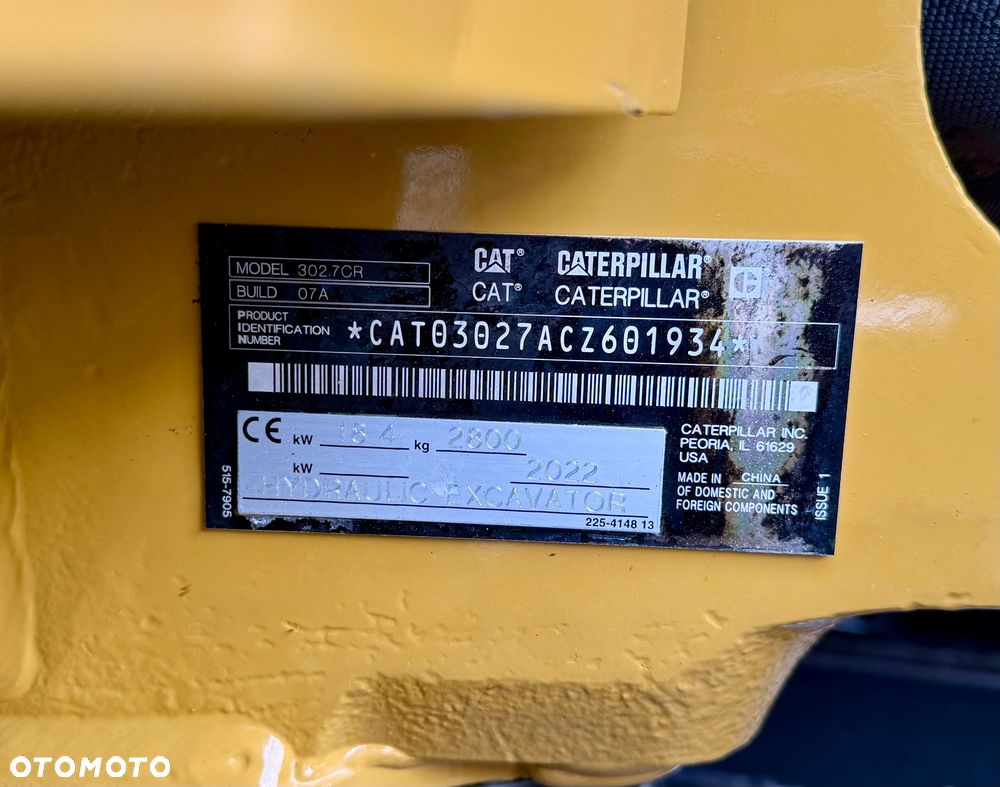 CAT® CATERPILLAR®
CAT® CATERPILLAR®
MODEL 302.7CR
BUILD 07A
PRODUCT
IDENTIFICATION
NUMBER
*CAT03027ACZ601934*
CE kW 18.4 kg 2800
kW 2022
HYDRAULIC EXCAVATOR
225-4148 13
515-7905
CATERPILLAR INC.
PEORIA, IL 61629
USA
MADE IN CHINA
OF DOMESTIC AND
FOREIGN COMPONENTS
ISSUE 1
OTOMOTO